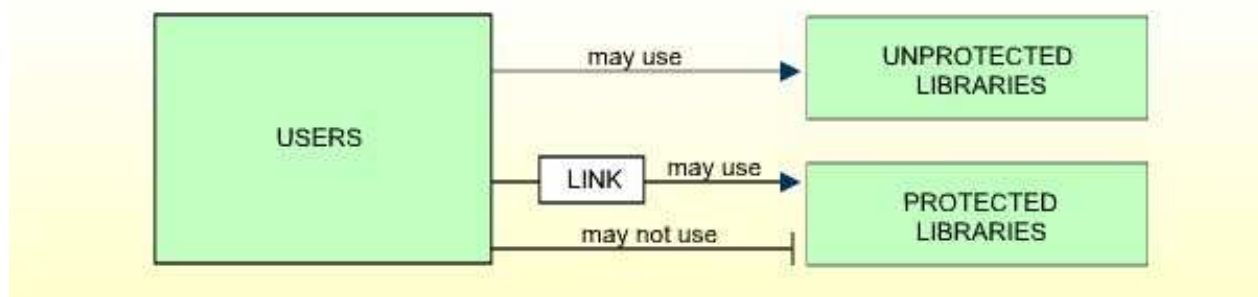 USERS
may use
UNPROTECTED
LIBRARIES
LINK
may use
PROTECTED
LIBRARIES
may not use